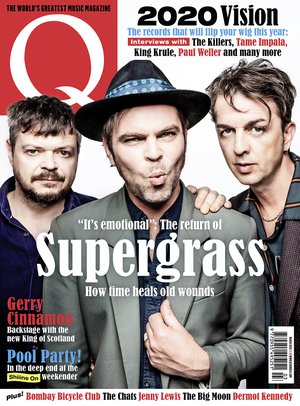 THE WORLD'S GREATEST MUSIC MAGAZINE
Q
2020 Vision
The records that will flip your wig this year:
Interviews with The Killers, Tame Impala,
King Krule, Paul Weller and many more
“It's emotional”: The return of
Supergrass
How time heals old wounds
Gerry
Cinnamon
Backstage with the
new King of Scotland
Pool Party!
In the deep end at the
Shiiine On weekender
Plus! Bombay Bicycle Club The Chats Jenny Lewis The Big Moon Dermot Kennedy